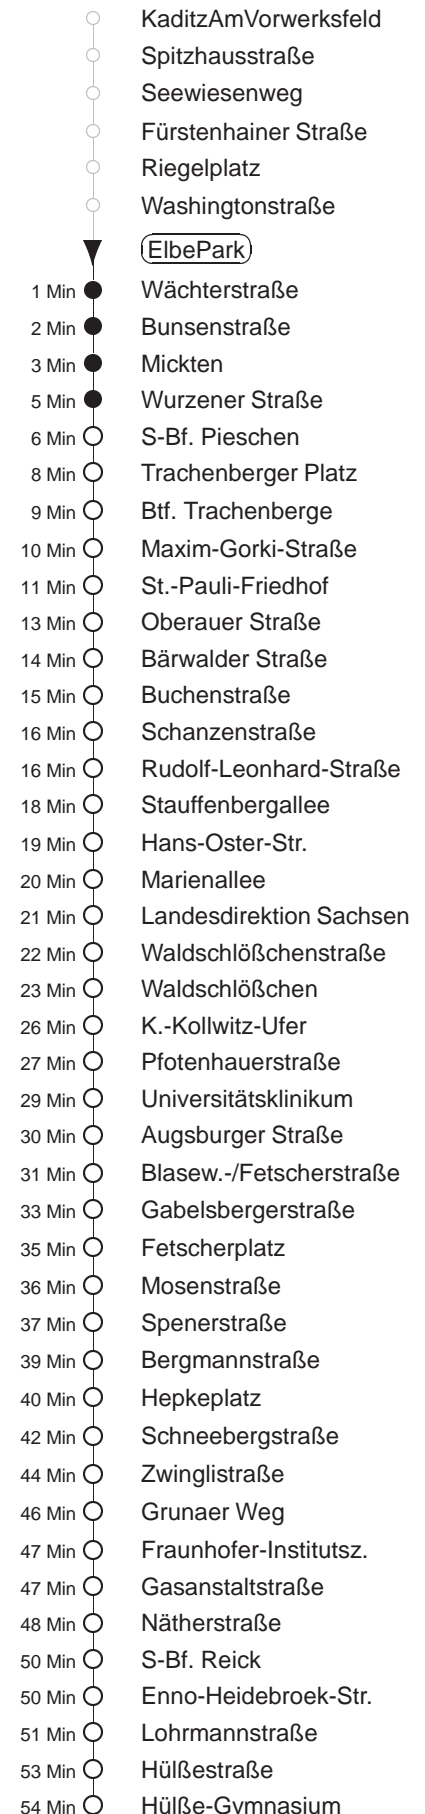 KaditzAmVorwerksfeld
Spitzhausstraße
Seewiesenweg
Fürstenhainer Straße
Riegelplatz
Washingtonstraße
ElbePark
1 Min Wächterstraße
2 Min Bunsenstraße
3 Min Mickten
5 Min Wurzener Straße
6 Min S-Bf. Pieschen
8 Min Trachenberger Platz
9 Min Btf. Trachenberge
10 Min Maxim-Gorki-Straße
11 Min St.-Pauli-Friedhof
13 Min Oberauer Straße
14 Min Bärwalder Straße
15 Min Buchenstraße
16 Min Schanzenstraße
16 Min Rudolf-Leonhard-Straße
18 Min Stauffenbergallee
19 Min Hans-Oster-Str.
20 Min Marienallee
21 Min Landesdirektion Sachsen
22 Min Waldschlößchenstraße
23 Min Waldschlößchen
26 Min K.-Kollwitz-Ufer
27 Min Pfotenhauerstraße
29 Min Universitätsklinikum
30 Min Augsburger Straße
31 Min Blasew.-/Fetscherstraße
33 Min Gabelsbergerstraße
35 Min Fetscherplatz
36 Min Mosenstraße
37 Min Spenerstraße
39 Min Bergmannstraße
40 Min Hepkeplatz
42 Min Schneebergstraße
44 Min Zwinglistraße
46 Min Grunaer Weg
47 Min Fraunhofer-Institutsz.
47 Min Gasanstaltstraße
48 Min Nätherstraße
50 Min S-Bf. Reick
50 Min Enno-Heidebroek-Str.
51 Min Lohrmannstraße
53 Min Hülßestraße
54 Min Hülße-Gymnasium